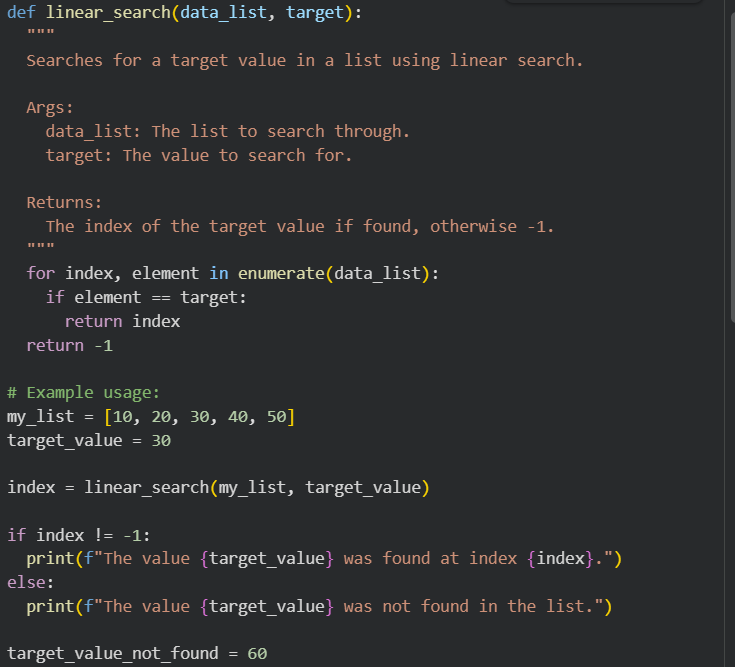 def linear_search(data_list, target):
  """
  Searches for a target value in a list using linear search.

  Args:
    data_list: The list to search through.
    target: The value to search for.

  Returns:
    The index of the target value if found, otherwise -1.
  """
  for index, element in enumerate(data_list):
    if element == target:
      return index
  return -1

# Example usage:
my_list = [10, 20, 30, 40, 50]
target_value = 30

index = linear_search(my_list, target_value)

if index != -1:
  print(f"The value {target_value} was found at index {index}.")
else:
  print(f"The value {target_value} was not found in the list.")

target_value_not_found = 60